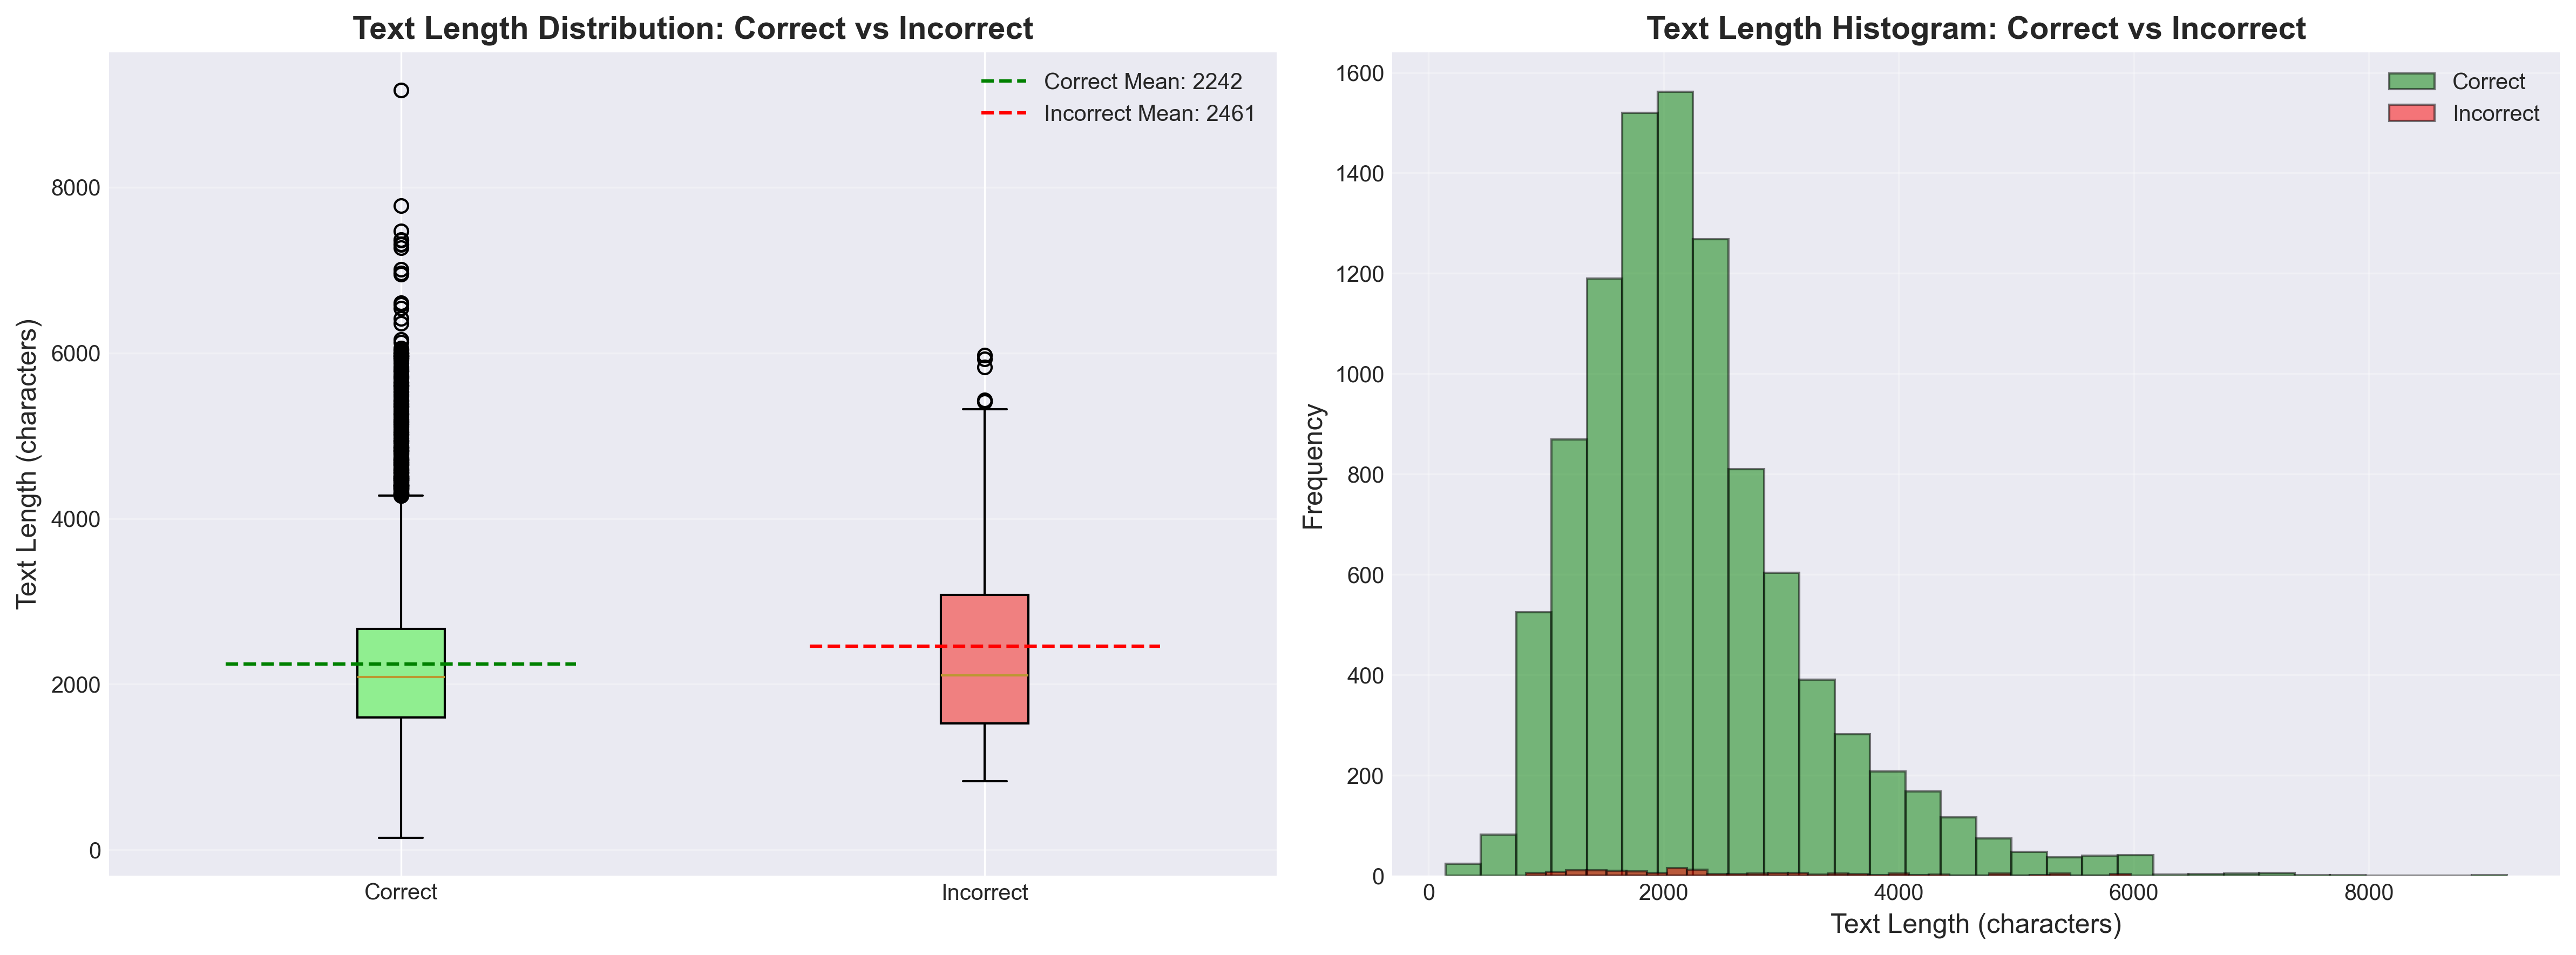 Text Length Distribution: Correct vs Incorrect
Correct Mean: 2242
Incorrect Mean: 2461
Text Length (characters)
8000
6000
4000
2000
0
Correct
Incorrect
Text Length Histogram: Correct vs Incorrect
Correct
Incorrect
Frequency
1600
1400
1200
1000
800
600
400
200
0
0
2000
4000
6000
8000
Text Length (characters)